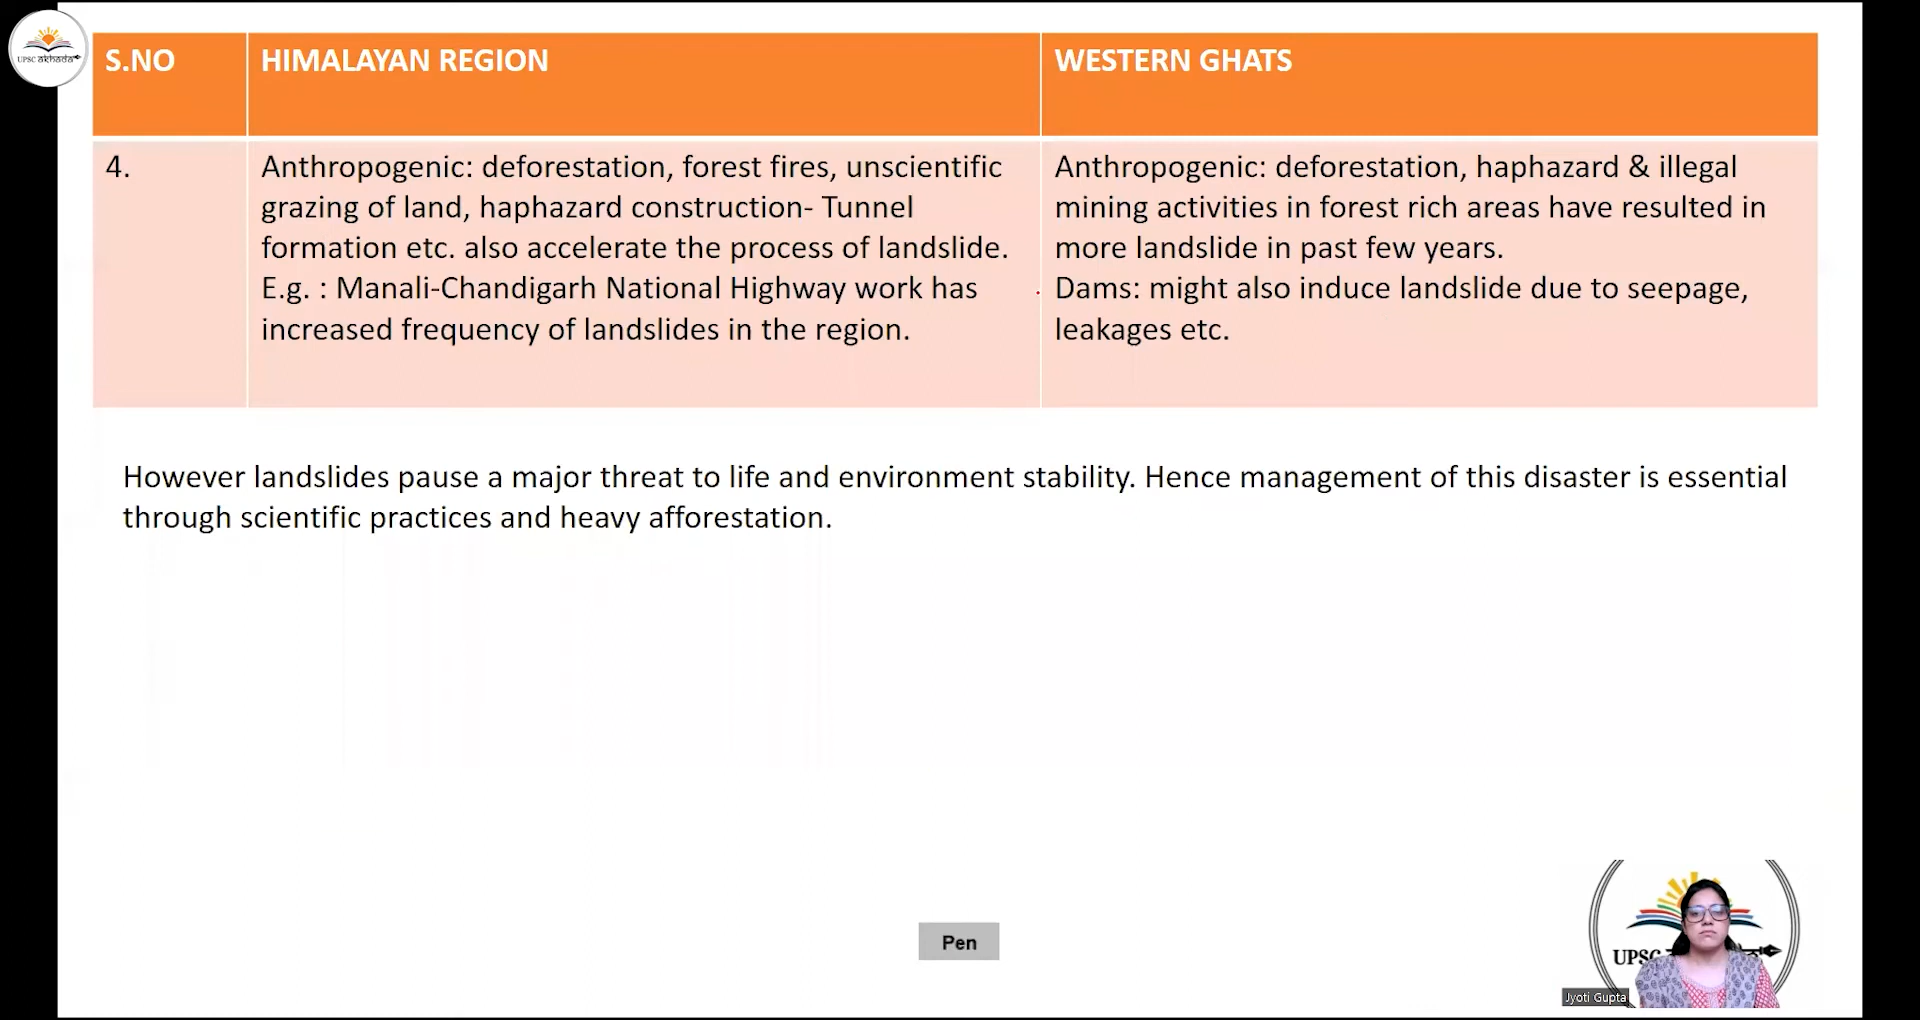 UPSC akhada
S.NO
HIMALAYAN REGION
WESTERN GHATS
4.
Anthropogenic: deforestation, forest fires, unscientific
grazing of land, haphazard construction- Tunnel
formation etc. also accelerate the process of landslide.
E.g. : Manali-Chandigarh National Highway work has
increased frequency of landslides in the region.
Anthropogenic: deforestation, haphazard & illegal
mining activities in forest rich areas have resulted in
more landslide in past few years.
Dams: might also induce landslide due to seepage,
leakages etc.
However landslides pause a major threat to life and environment stability. Hence management of this disaster is essential
through scientific practices and heavy afforestation.
Pen
UPSC
Jyoti Gupta